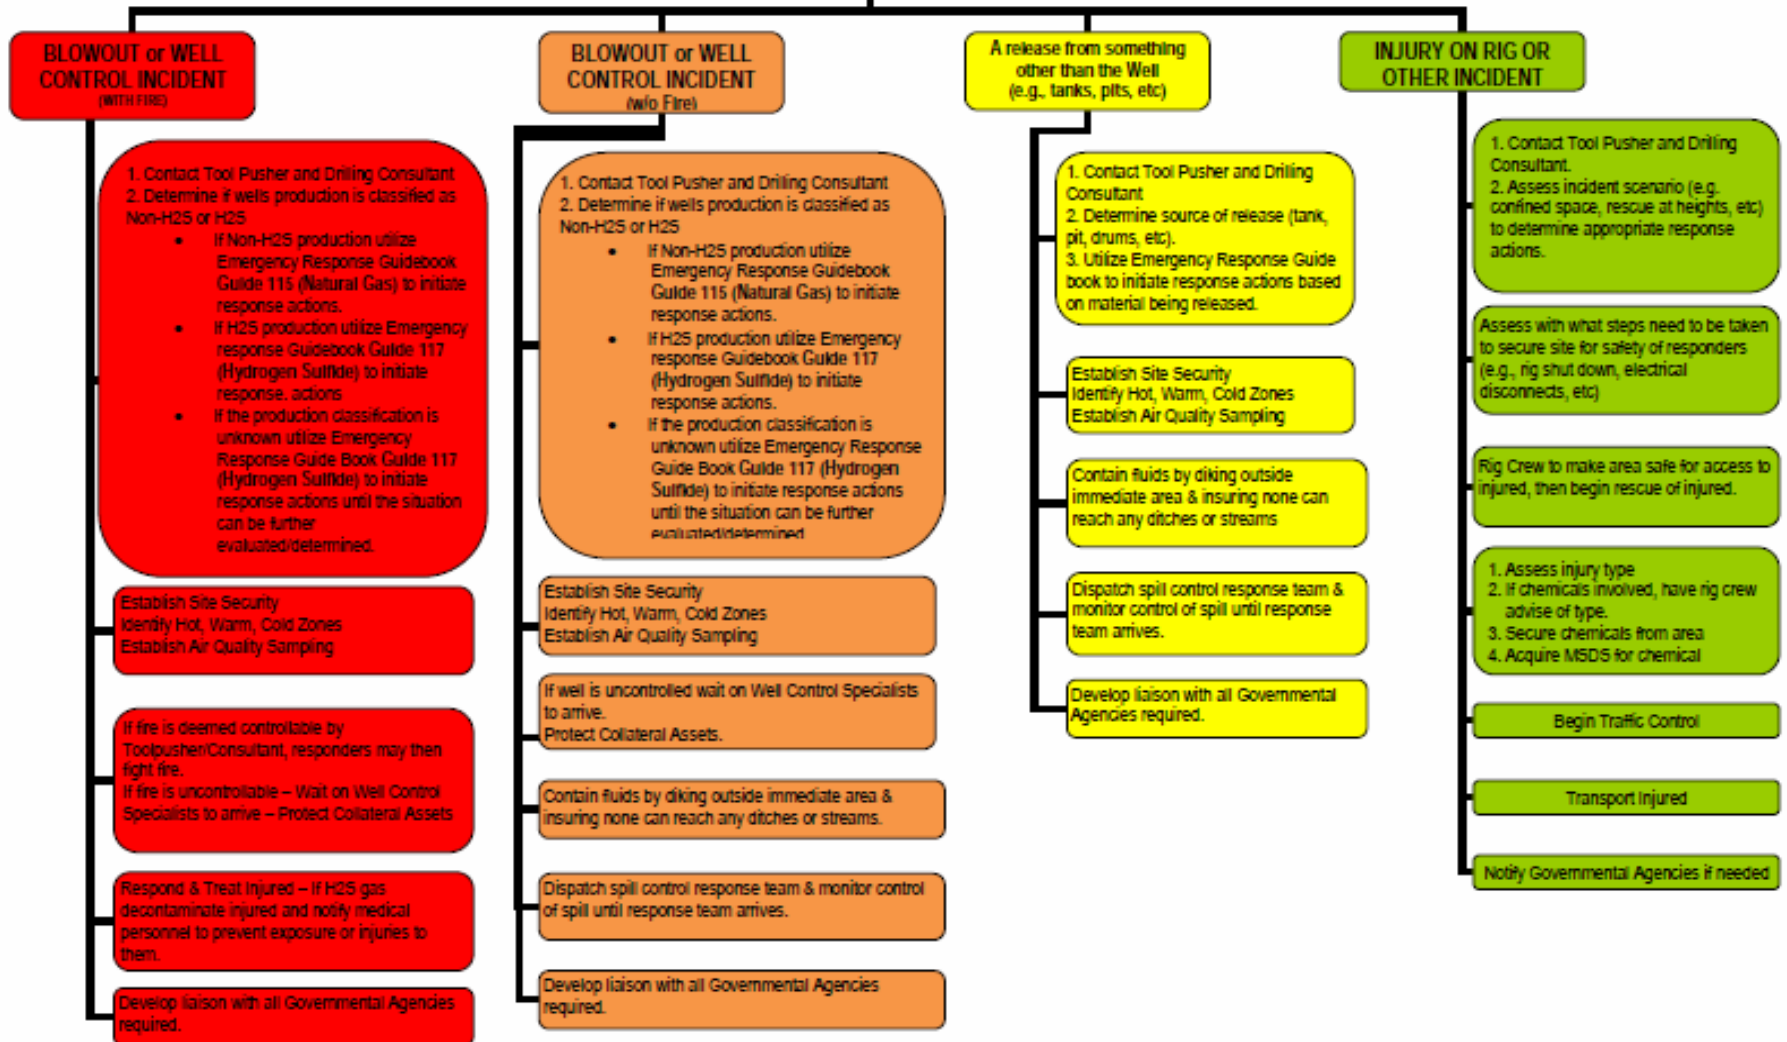 BLOWOUT or WELL
CONTROL INCIDENT
(WITH FIRE)
1. Contact Tool Pusher and Drilling Consultant
2. Determine if wells production is classified as
Non-H2S or H2S
• If Non-H2S production utilize
Emergency Response Guidebook
Guide 115 (Natural Gas) to initiate
response actions.
• If H2S production utilize Emergency
response Guidebook Guide 117
(Hydrogen Sulfide) to initiate
response. actions
• If the production classification is
unknown utilize Emergency
Response Guide Book Guide 117
(Hydrogen Sulfide) to initiate
response actions until the situation
can be further
evaluated/determined.
Establish Site Security
Identify Hot, Warm, Cold Zones
Establish Air Quality Sampling
If fire is deemed controllable by
Toolpusher/Consultant, responders may then
fight fire.
If fire is uncontrollable – Wait on Well Control
Specialists to arrive – Protect Collateral Assets
Respond & Treat Injured – If H2S gas
decontaminate injured and notify medical
personnel to prevent exposure or injuries to
them.
Develop liaison with all Governmental Agencies
required.
BLOWOUT or WELL
CONTROL INCIDENT
(w/o Fire)
1. Contact Tool Pusher and Drilling Consultant
2. Determine if wells production is classified as
Non-H2S or H2S
• If Non-H2S production utilize
Emergency Response Guidebook
Guide 115 (Natural Gas) to initiate
response actions.
• If H2S production utilize Emergency
response Guidebook Guide 117
(Hydrogen Sulfide) to initiate
response actions.
• If the production classification is
unknown utilize Emergency Response
Guide Book Guide 117 (Hydrogen
Sulfide) to initiate response actions
until the situation can be further
evaluated/determined
Establish Site Security
Identify Hot, Warm, Cold Zones
Establish Air Quality Sampling
If well is uncontrolled wait on Well Control Specialists
to arrive.
Protect Collateral Assets.
Contain fluids by diking outside immediate area &
insuring none can reach any ditches or streams.
Dispatch spill control response team & monitor control
of spill until response team arrives.
Develop liaison with all Governmental Agencies
required.
A release from something
other than the Well
(e.g., tanks, pits, etc)
1. Contact Tool Pusher and Drilling
Consultant
2. Determine source of release (tank,
pit, drums, etc).
3. Utilize Emergency Response Guide
book to initiate response actions based
on material being released.
Establish Site Security
Identify Hot, Warm, Cold Zones
Establish Air Quality Sampling
Contain fluids by diking outside
immediate area & insuring none can
reach any ditches or streams
Dispatch spill control response team &
monitor control of spill until response
team arrives.
Develop liaison with all Governmental
Agencies required.
INJURY ON RIG OR
OTHER INCIDENT
1. Contact Tool Pusher and Drilling
Consultant.
2. Assess incident scenario (e.g.
confined space, rescue at heights, etc)
to determine appropriate response
actions.
Assess with what steps need to be taken
to secure site for safety of responders
(e.g., rig shut down, electrical
disconnects, etc)
Rig Crew to make area safe for access to
injured, then begin rescue of injured.
1. Assess injury type
2. If chemicals involved, have rig crew
advise of type.
3. Secure chemicals from area
4. Acquire MSDS for chemical
Begin Traffic Control
Transport Injured
Notify Governmental Agencies if needed